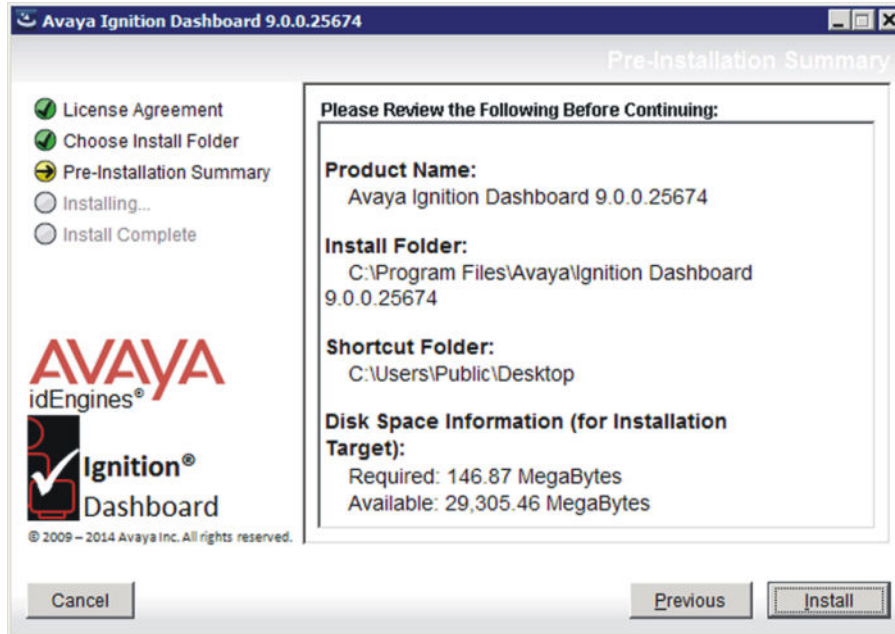 Avaya Ignition Dashboard 9.0.0.25674
Pre-Installation Summary
License Agreement
Choose Install Folder
Pre-Installation Summary
Installing...
Install Complete
AVAYA
idEngines®
Ignition®
Dashboard
© 2009 – 2014 Avaya Inc. All rights reserved.
Please Review the Following Before Continuing:
Product Name:
Avaya Ignition Dashboard 9.0.0.25674
Install Folder:
C:\Program Files\Avaya\Ignition Dashboard
9.0.0.25674
Shortcut Folder:
C:\Users\Public\Desktop
Disk Space Information (for Installation
Target):
Required: 146.87 MegaBytes
Available: 29,305.46 MegaBytes
Cancel
Previous
Install